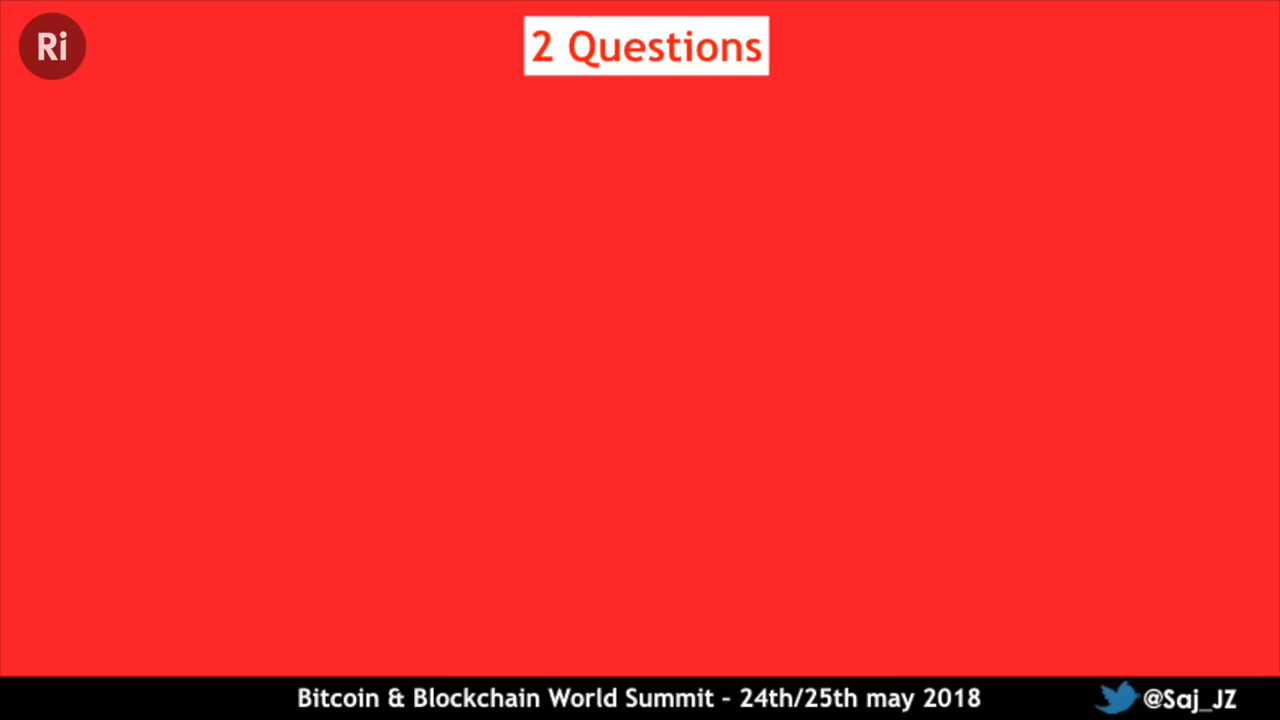 Ri
2 Questions
Bitcoin & Blockchain World Summit - 24th/25th may 2018
@Saj_JZ